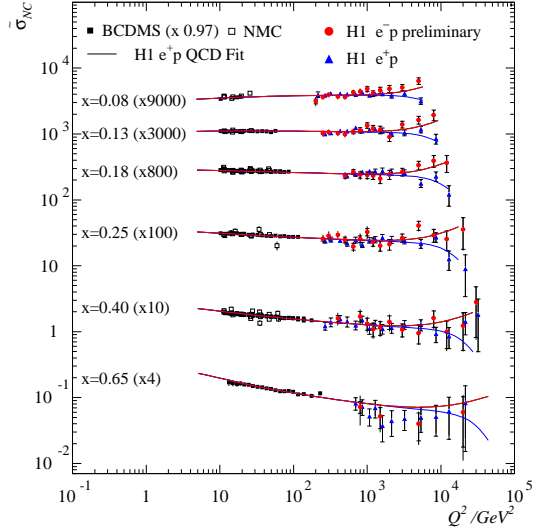 σ̃_NC
■ BCDMS (x 0.97) □ NMC
— H1 e⁺p QCD Fit
● H1 e⁻p preliminary
▲ H1 e⁺p
10⁴
x=0.08 (x9000)
10³
x=0.13 (x3000)
x=0.18 (x800)
10²
x=0.25 (x100)
10
x=0.40 (x10)
1
x=0.65 (x4)
10⁻¹
10⁻²
10⁻¹ 1 10 10² 10³ 10⁴ 10⁵
Q² /GeV²